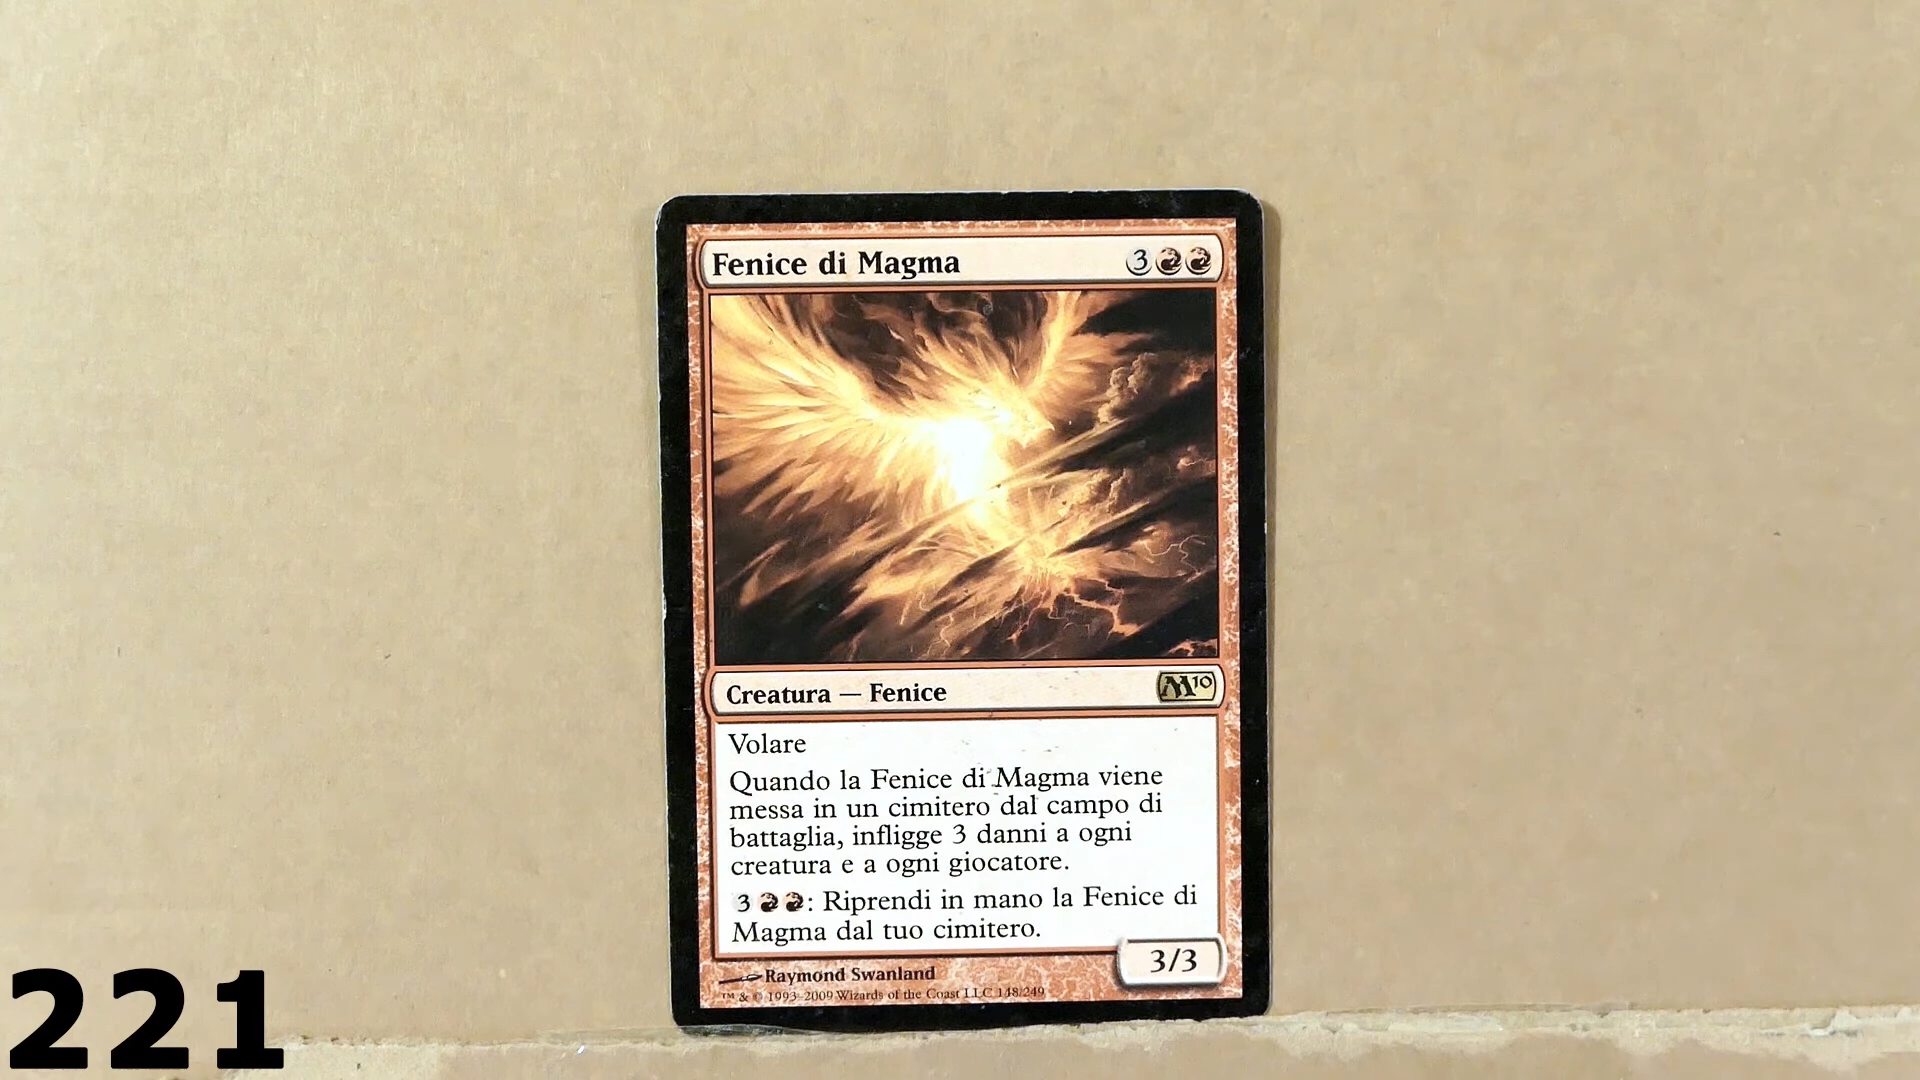 Fenice di Magma 3
Creatura — Fenice M10
Volare
Quando la Fenice di Magma viene
messa in un cimitero dal campo di
battaglia, infligge 3 danni a ogni
creatura e a ogni giocatore.
3 : Riprendi in mano la Fenice di
Magma dal tuo cimitero.
3/3
Raymond Swanland
™ & © 1993-2009 Wizards of the Coast LLC 148/249
221